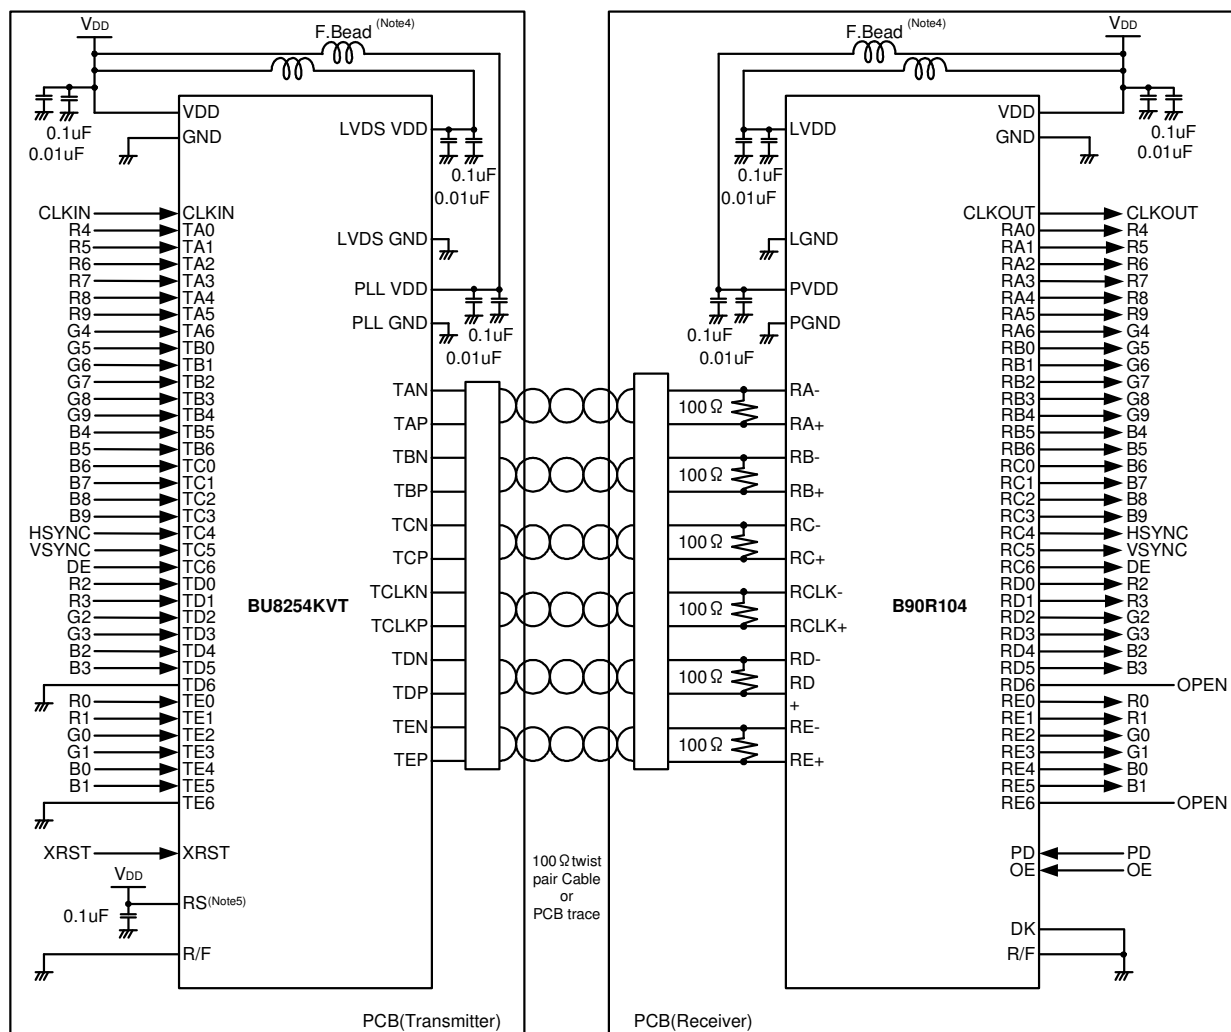 VDD
F.Bead (Note4)
0.1uF
0.01uF
VDD
GND
LVDS VDD
0.1uF
0.01uF
LVDS GND
PLL VDD
PLL GND
0.1uF
0.01uF
CLKIN CLKIN
R4 TA0
R5 TA1
R6 TA2
R7 TA3
R8 TA4
R9 TA5
G4 TA6
G5 TB0
G6 TB1
G7 TB2
G8 TB3
G9 TB4
B4 TB5
B5 TB6
B6 TC0
B7 TC1
B8 TC2
B9 TC3
HSYNC TC4
VSYNC TC5
DE TC6
R2 TD0
R3 TD1
G2 TD2
G3 TD3
B2 TD4
B3 TD5
TD6
R0 TE0
R1 TE1
G0 TE2
G1 TE3
B0 TE4
B1 TE5
TE6
XRST XRST
VDD
0.1uF
RS(Note5)
R/F
BU8254KVT
TAN
TAP
TBN
TBP
TCN
TCP
TCLKN
TCLKP
TDN
TDP
TEN
TEP
PCB(Transmitter)
100Ω twist
pair Cable
or
PCB trace
F.Bead (Note4)
VDD
LVDD
0.1uF
0.01uF
LGND
PVDD
PGND
0.1uF
0.01uF
VDD
GND
0.1uF
0.01uF
100Ω
RA-
RA+
100Ω
RB-
RB+
100Ω
RC-
RC+
100Ω
RCLK-
RCLK+
100Ω
RD-
RD
+
100Ω
RE-
RE+
B90R104
CLKOUT CLKOUT
RA0 R4
RA1 R5
RA2 R6
RA3 R7
RA4 R8
RA5 R9
RA6 G4
RB0 G5
RB1 G6
RB2 G7
RB3 G8
RB4 G9
RB5 B4
RB6 B5
RC0 B6
RC1 B7
RC2 B8
RC3 B9
RC4 HSYNC
RC5 VSYNC
RC6 DE
RD0 R2
RD1 R3
RD2 G2
RD3 G3
RD4 B2
RD5 B3
RD6 OPEN
RE0 R0
RE1 R1
RE2 G0
RE3 G1
RE4 B0
RE5 B1
RE6 OPEN
PD PD
OE OE
DK
R/F
PCB(Receiver)